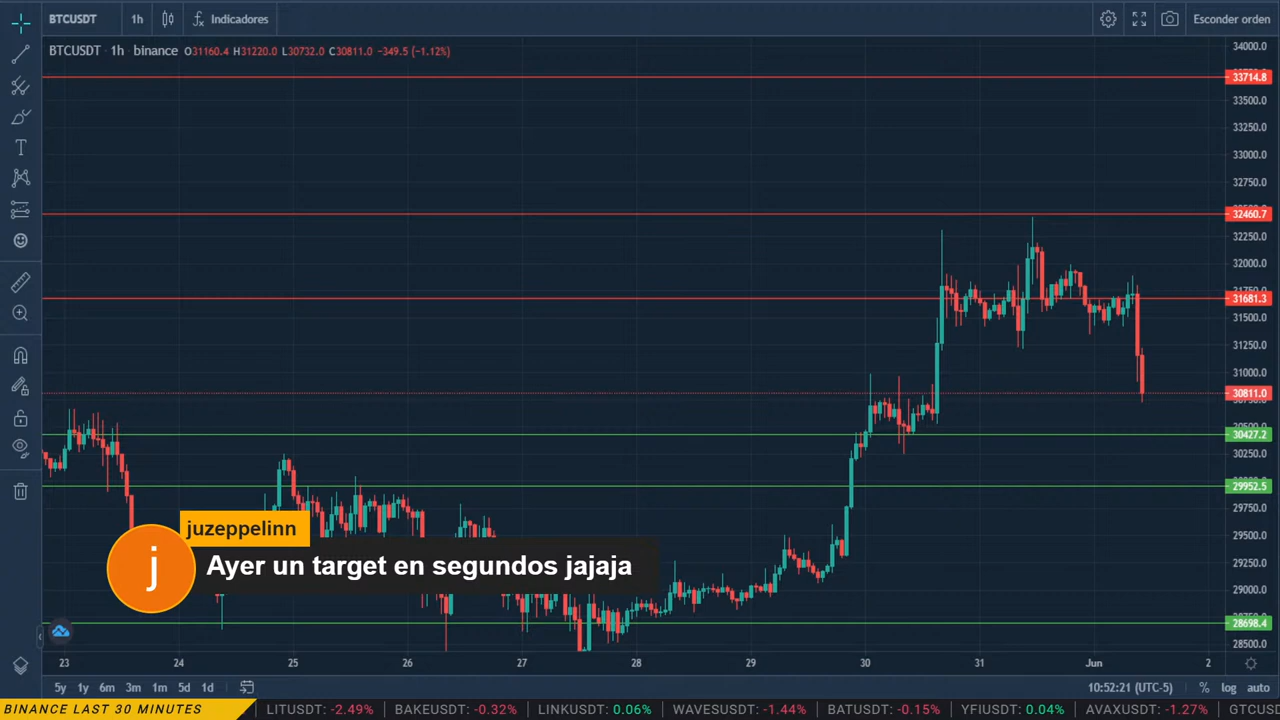 BTCUSDT 1h Indicadores Esconder orden
BTCUSDT · 1h · binance O31160.4 H31220.0 L30732.0 C30811.0 -349.5 (-1.12%)
34000.0
33714.8
33500.0
33250.0
33000.0
32750.0
32460.7
32250.0
32000.0
31681.3
31500.0
31250.0
31000.0
30811.0
30427.2
30250.0
29952.5
29750.0
29500.0
29250.0
29000.0
28698.4
28500.0
juzeppelinn
j
Ayer un target en segundos jajaja
23 24 25 26 27 28 29 30 31 Jun 2
5y 1y 6m 3m 1m 5d 1d 10:52:21 (UTC-5) % log auto
BINANCE LAST 30 MINUTES LITUSDT: -2.49% BAKEUSDT: -0.32% LINKUSDT: 0.06% WAVESUSDT: -1.44% BATUSDT: -0.15% YFIUSDT: 0.04% AVAXUSDT: -1.27% GTCUSD